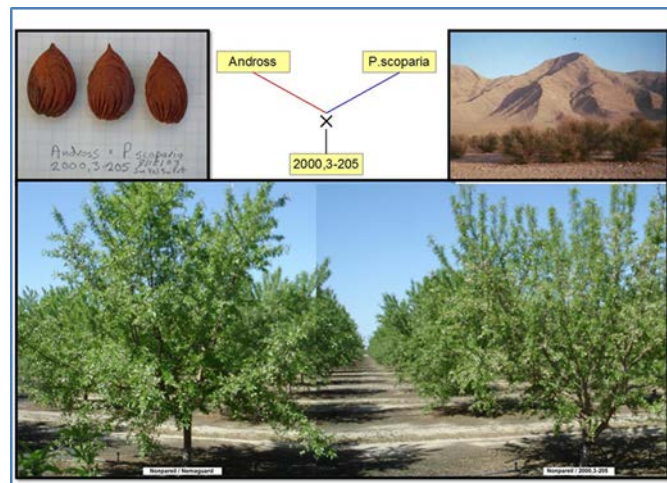 Andross
P.scoparia
2000,3-205
Andross × P. scoparia
2000,3-205
Nonpareil / Nemaguard
Nonpareil / 2000,3-205